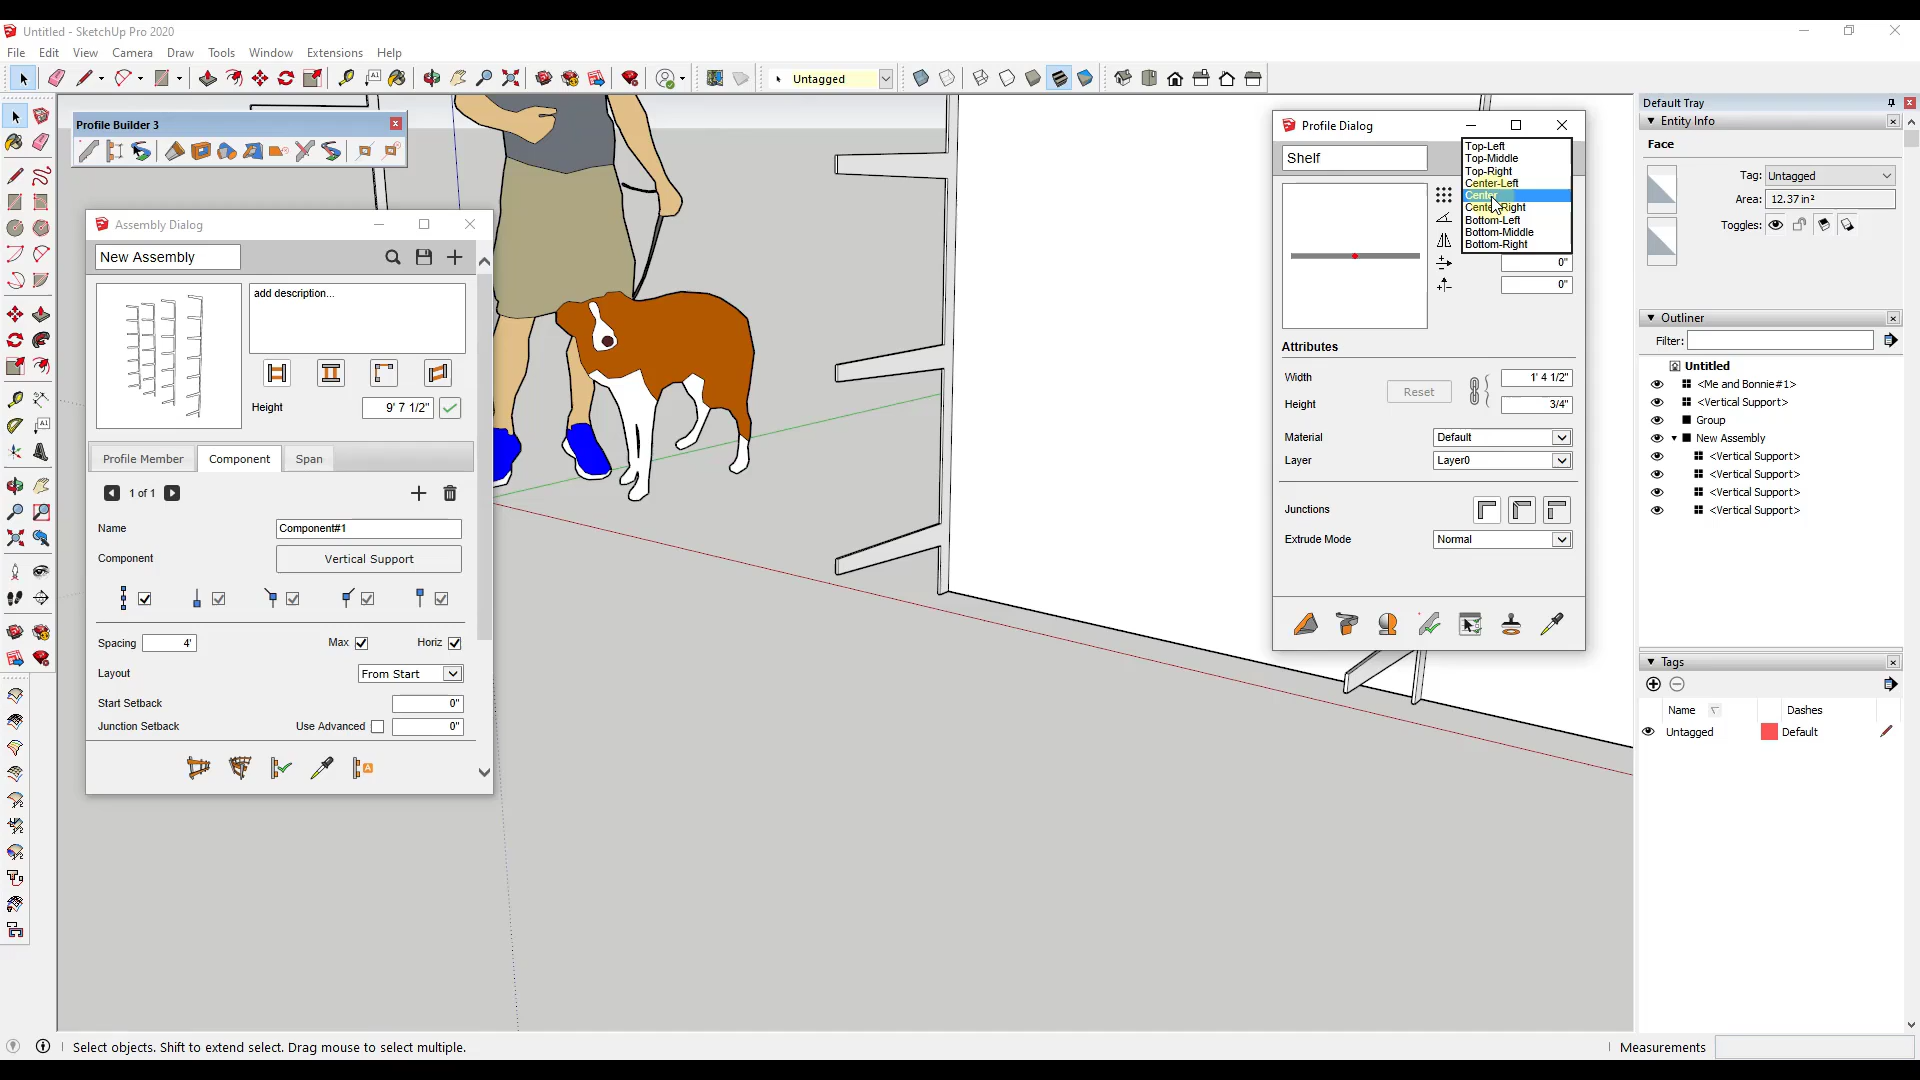 Untitled - SketchUp Pro 2020
File Edit View Camera Draw Tools Window Extensions Help
Untagged
Profile Builder 3
Assembly Dialog
New Assembly
add description...
Height 9' 7 1/2"
Profile Member Component Span
1 of 1
Name Component#1
Component Vertical Support
Spacing 4' Max Horiz
Layout From Start
Start Setback 0"
Junction Setback Use Advanced 0"
Profile Dialog
Shelf
Top-Left
Top-Middle
Top-Right
Center-Left
Center
Center-Right
Bottom-Left
Bottom-Middle
Bottom-Right
0"
0"
Attributes
Width 1' 4 1/2"
Reset
Height 3/4"
Material Default
Layer Layer0
Junctions
Extrude Mode Normal
Default Tray
Entity Info
Face
Tag: Untagged
Area: 12.37 in²
Toggles:
Outliner
Filter:
Untitled
<Me and Bonnie#1>
<Vertical Support>
Group
New Assembly
<Vertical Support>
<Vertical Support>
<Vertical Support>
<Vertical Support>
Tags
Name Dashes
Untagged Default
Select objects. Shift to extend select. Drag mouse to select multiple.
Measurements